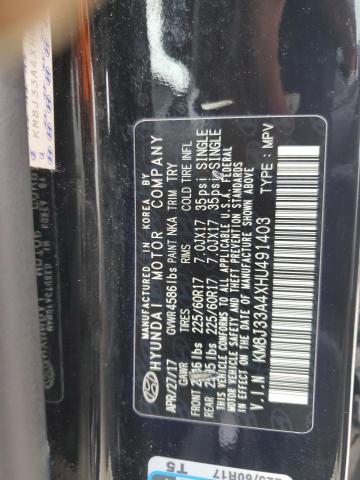 KM8J33A4XHU
MANUFACTURED IN KOREA BY
HYUNDAI MOTOR COMPANY
APR/27/17 GVWR 4586 lbs PAINT NKA TRIM TRY
GAWR TIRES RIMS COLD TIRE INFL
FRONT lbs 225/60R17 7.0JX17 35psi SINGLE
REAR lbs 225/60R17 7.0JX17 35psi SINGLE
THIS VEHICLE CONFORMS TO ALL APPLICABLE U.S. FEDERAL
MOTOR VEHICLE SAFETY, BUMPER, AND THEFT PREVENTION STANDARDS
IN EFFECT ON THE DATE OF MANUFACTURE SHOWN ABOVE.
V.I.N: KM8J33A4XHU491403 TYPE: MPV
225/60R17
T5